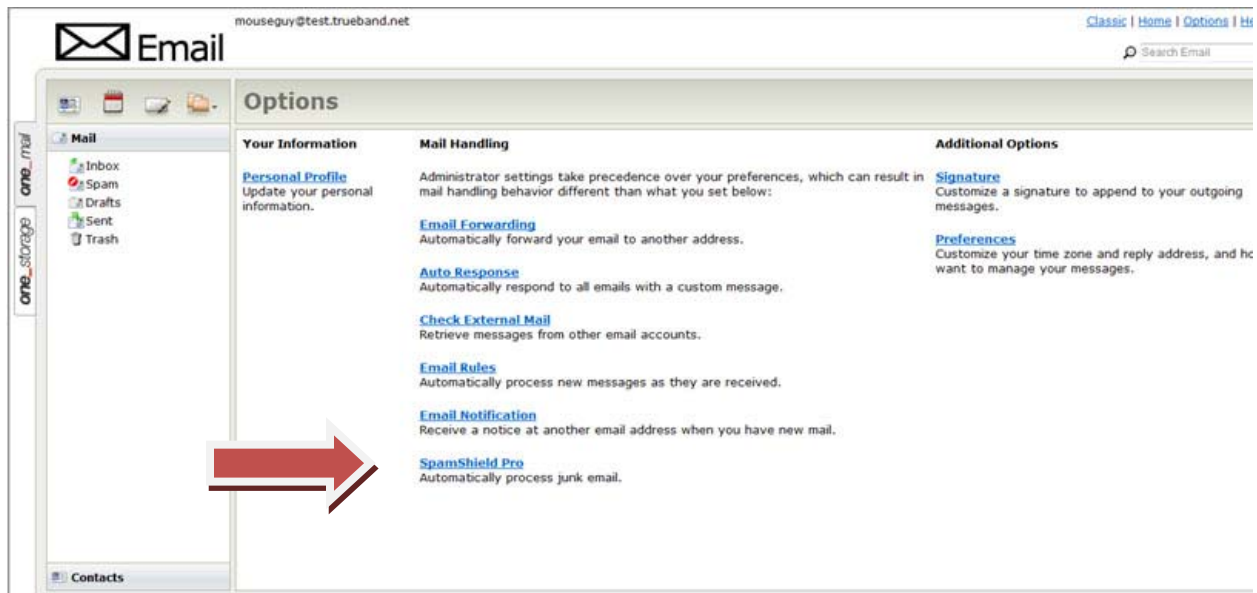 mouseguy@test.trueband.net
Classic | Home | Options |
Email
Search Email
Options
one_mail
one_storage
Mail
Inbox
Spam
Drafts
Sent
Trash
Contacts
Your Information
Personal Profile
Update your personal
information.
Mail Handling
Administrator settings take precedence over your preferences, which can result in
mail handling behavior different than what you set below:
Email Forwarding
Automatically forward your email to another address.
Auto Response
Automatically respond to all emails with a custom message.
Check External Mail
Retrieve messages from other email accounts.
Email Rules
Automatically process new messages as they are received.
Email Notification
Receive a notice at another email address when you have new mail.
SpamShield Pro
Automatically process junk email.
Additional Options
Signature
Customize a signature to append to your outgoing
messages.
Preferences
Customize your time zone and reply address, and
want to manage your messages.